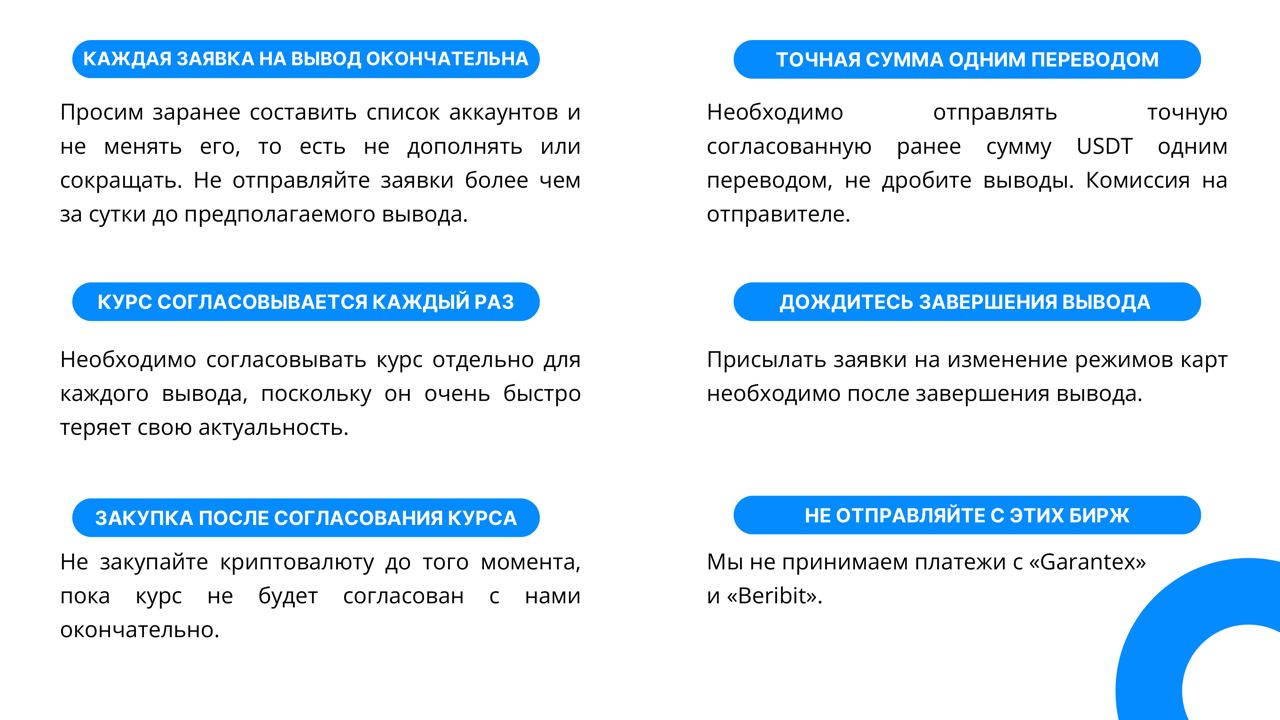 КАЖДАЯ ЗАЯВКА НА ВЫВОД ОКОНЧАТЕЛЬНА
Просим заранее составить список аккаунтов и
не менять его, то есть не дополнять или
сокращать. Не отправляйте заявки более чем
за сутки до предполагаемого вывода.
КУРС СОГЛАСОВЫВАЕТСЯ КАЖДЫЙ РАЗ
Необходимо согласовывать курс отдельно для
каждого вывода, поскольку он очень быстро
теряет свою актуальность.
ЗАКУПКА ПОСЛЕ СОГЛАСОВАНИЯ КУРСА
Не закупайте криптовалюту до того момента,
пока курс не будет согласован с нами
окончательно.
ТОЧНАЯ СУММА ОДНИМ ПЕРЕВОДОМ
Необходимо отправлять точную
согласованную ранее сумму USDT одним
переводом, не дробите выводы. Комиссия на
отправителе.
ДОЖДИТЕСЬ ЗАВЕРШЕНИЯ ВЫВОДА
Присылать заявки на изменение режимов карт
необходимо после завершения вывода.
НЕ ОТПРАВЛЯЙТЕ С ЭТИХ БИРЖ
Мы не принимаем платежи с «Garantex»
и «Beribit».